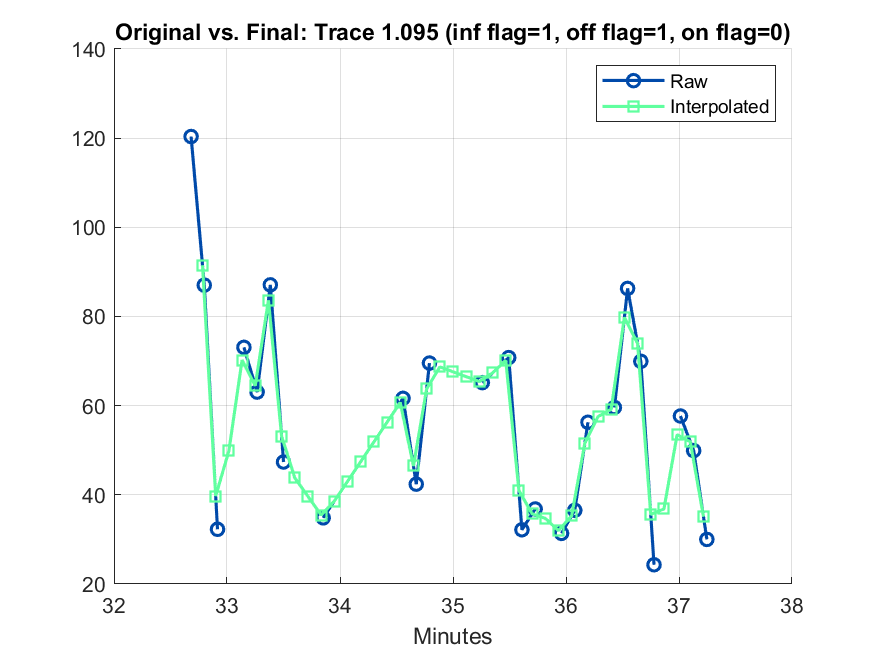 Original vs. Final: Trace 1.095 (inf flag=1, off flag=1, on flag=0)
140
120
100
80
60
40
20
Raw
Interpolated
32 33 34 35 36 37 38
Minutes